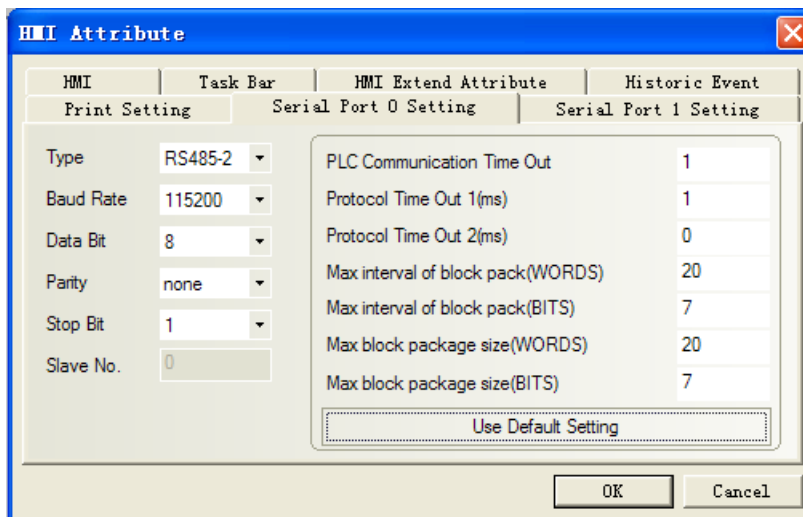 HMI Attribute
HMI Task Bar HMI Extend Attribute Historic Event
Print Setting Serial Port 0 Setting Serial Port 1 Setting
Type RS485-2
Baud Rate 115200
Data Bit 8
Parity none
Stop Bit 1
Slave No. 0
PLC Communication Time Out 1
Protocol Time Out 1(ms) 1
Protocol Time Out 2(ms) 0
Max interval of block pack(WORDS) 20
Max interval of block pack(BITS) 7
Max block package size(WORDS) 20
Max block package size(BITS) 7
Use Default Setting
OK Cancel